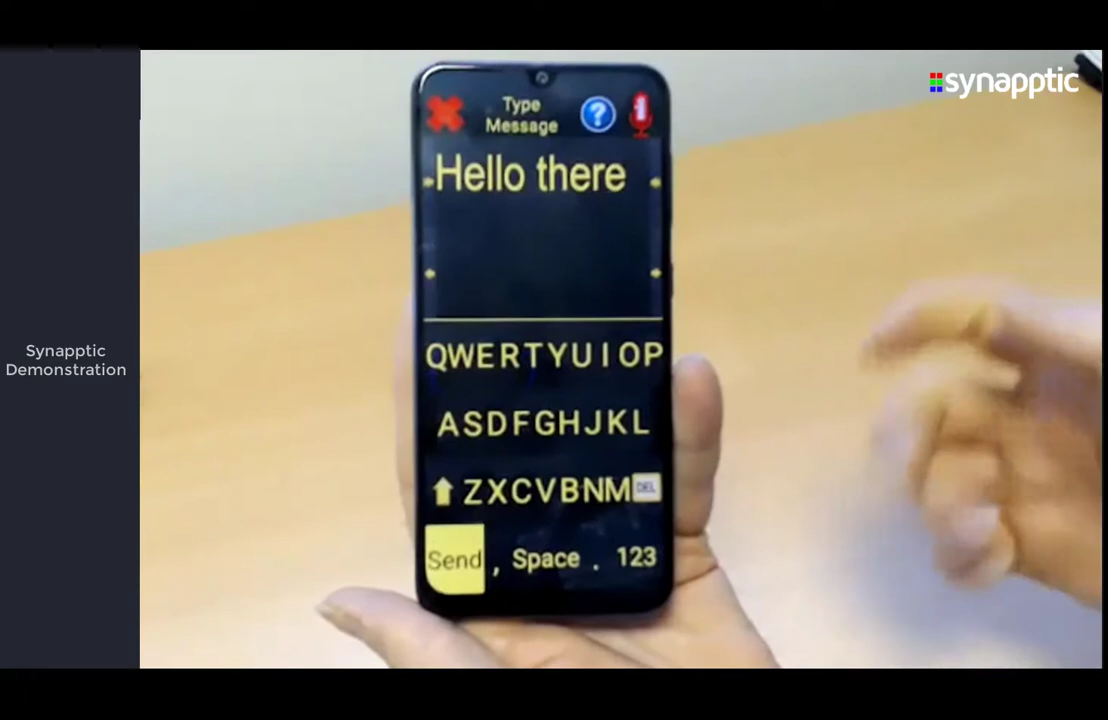 synapptic
Type
Message
?
Hello there
QWERTYUIOP
ASDFGHJKL
ZXCVBNM DEL
Send , Space . 123
Synapptic
Demonstration